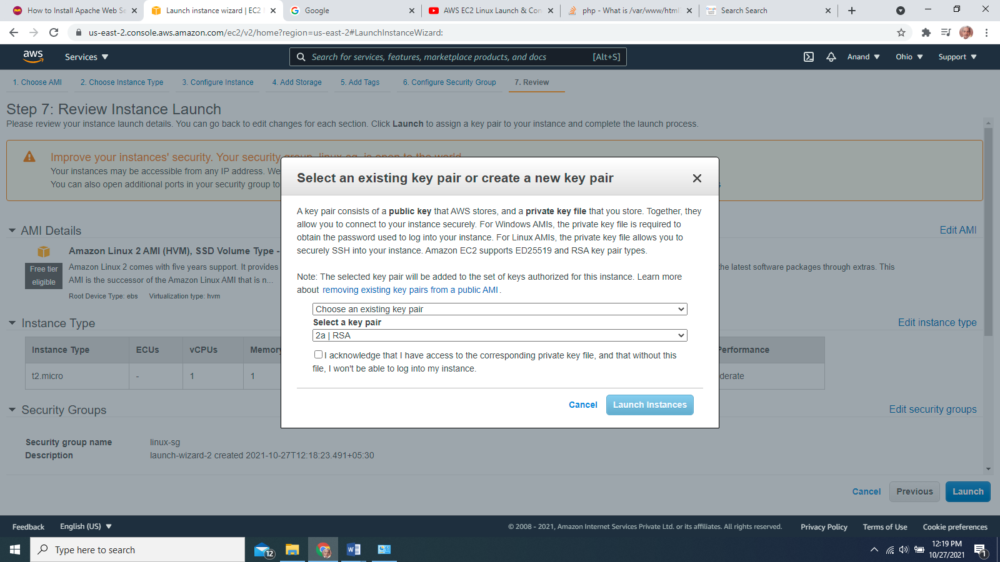 How to Install Apache Web Se
Launch instance wizard | EC2
Google
AWS EC2 Linux Launch & Con
php - What is /var/www/html
Search Search
us-east-2.console.aws.amazon.com/ec2/v2/home?region=us-east-2#LaunchInstanceWizard:
aws
Services
Search for services, features, marketplace products, and docs
[Alt+S]
Anand
Ohio
Support
1. Choose AMI
2. Choose Instance Type
3. Configure Instance
4. Add Storage
5. Add Tags
6. Configure Security Group
7. Review
Step 7: Review Instance Launch
Please review your instance launch details. You can go back to edit changes for each section. Click Launch to assign a key pair to your instance and complete the launch process.
Improve your instances' security. Your security group, linux-sg, is open to the world.
Your instances may be accessible from any IP address. We
You can also open additional ports in your security group to
s
Select an existing key pair or create a new key pair
A key pair consists of a public key that AWS stores, and a private key file that you store. Together, they
allow you to connect to your instance securely. For Windows AMIs, the private key file is required to
obtain the password used to log into your instance. For Linux AMIs, the private key file allows you to
securely SSH into your instance. Amazon EC2 supports ED25519 and RSA key pair types.
Note: The selected key pair will be added to the set of keys authorized for this instance. Learn more
about removing existing key pairs from a public AMI.
Choose an existing key pair
Select a key pair
2a | RSA
I acknowledge that I have access to the corresponding private key file, and that without this
file, I won't be able to log into my instance.
Cancel
Launch Instances
AMI Details
Edit AMI
Amazon Linux 2 AMI (HVM), SSD Volume Type -
Free tier
eligible
Amazon Linux 2 comes with five years support. It provides
the latest software packages through extras. This
AMI is the successor of the Amazon Linux AMI that is n...
Root Device Type: ebs
Virtualization type: hvm
Instance Type
Edit instance type
Instance Type
ECUs
vCPUs
Memory
Performance
t2.micro
-
1
1
derate
Security Groups
Edit security groups
Security group name
linux-sg
Description
launch-wizard-2 created 2021-10-27T12:18:23.491+05:30
Cancel
Previous
Launch
Feedback
English (US)
© 2008 - 2021, Amazon Internet Services Private Ltd. or its affiliates. All rights reserved.
Privacy Policy
Terms of Use
Cookie preferences
Type here to search
12
12:19 PM
10/27/2021
1